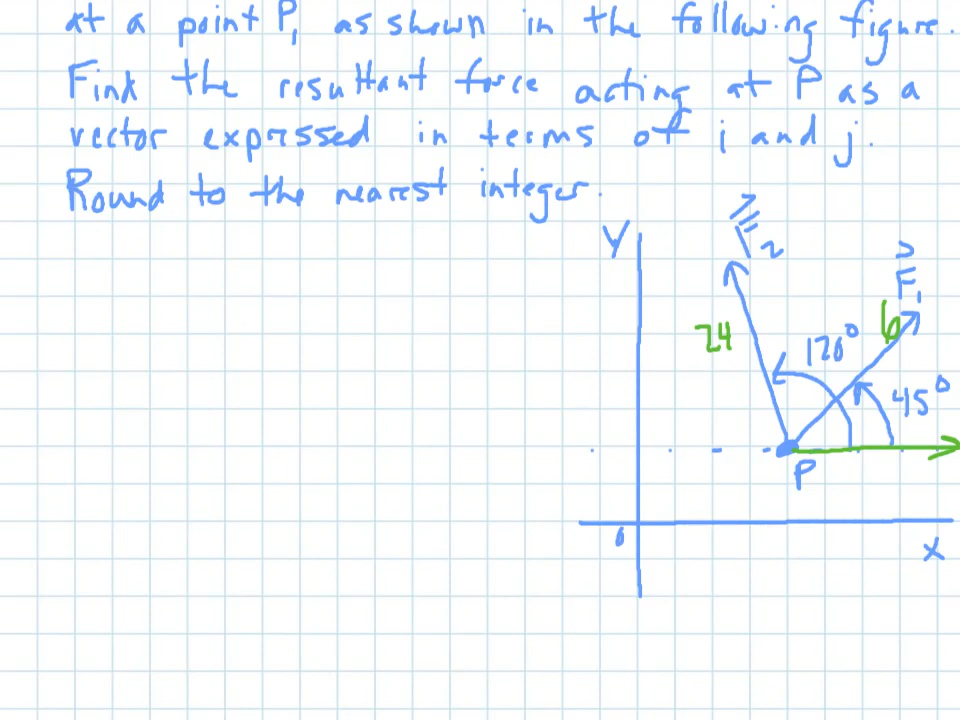 at a point P, as shown in the following figure.
Find the resultant force acting at P as a
vector expressed in terms of i and j.
Round to the nearest integer.
Y
F₂
F₁
24
6
120°
45°
P
0
X